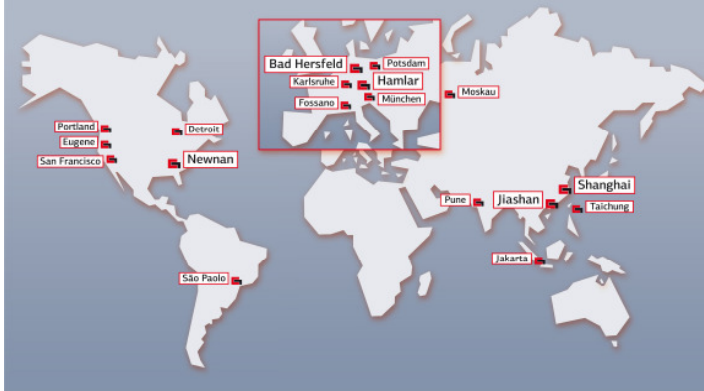 Bad Hersfeld
Potsdam
Karlsruhe
Hamlar
München
Fossano
Moskau
Portland
Detroit
Eugene
San Francisco
Newnan
Shanghai
Pune
Jiashan
Taichung
Jakarta
São Paolo